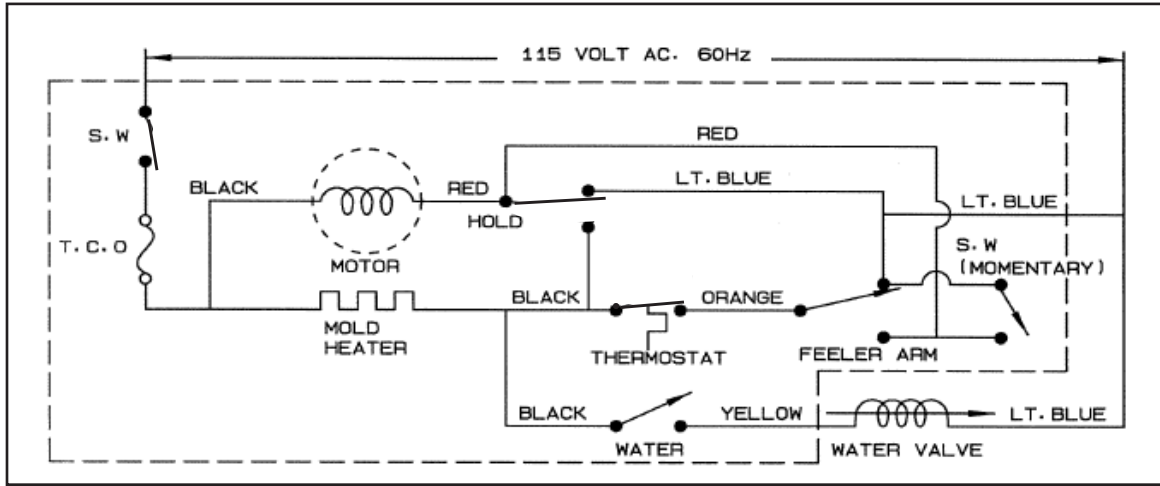 115 VOLT AC. 60Hz
S.W
RED
BLACK
RED
LT. BLUE
HOLD
LT. BLUE
T.C.O
S.W
(MOMENTARY)
MOTOR
BLACK
ORANGE
MOLD
HEATER
THERMOSTAT
FEELER ARM
BLACK
YELLOW
LT. BLUE
WATER
WATER VALVE